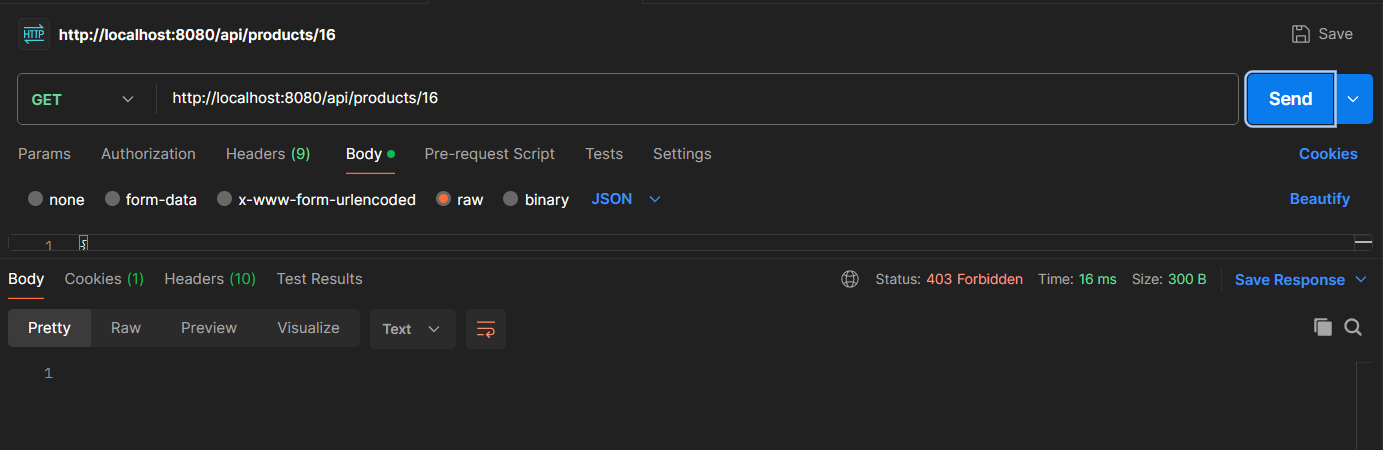 HTTP http://localhost:8080/api/products/16 Save
GET http://localhost:8080/api/products/16 Send
Params Authorization Headers (9) Body Pre-request Script Tests Settings Cookies
none form-data x-www-form-urlencoded raw binary JSON Beautify
1 {
Body Cookies (1) Headers (10) Test Results Status: 403 Forbidden Time: 16 ms Size: 300 B Save Response
Pretty Raw Preview Visualize Text
1